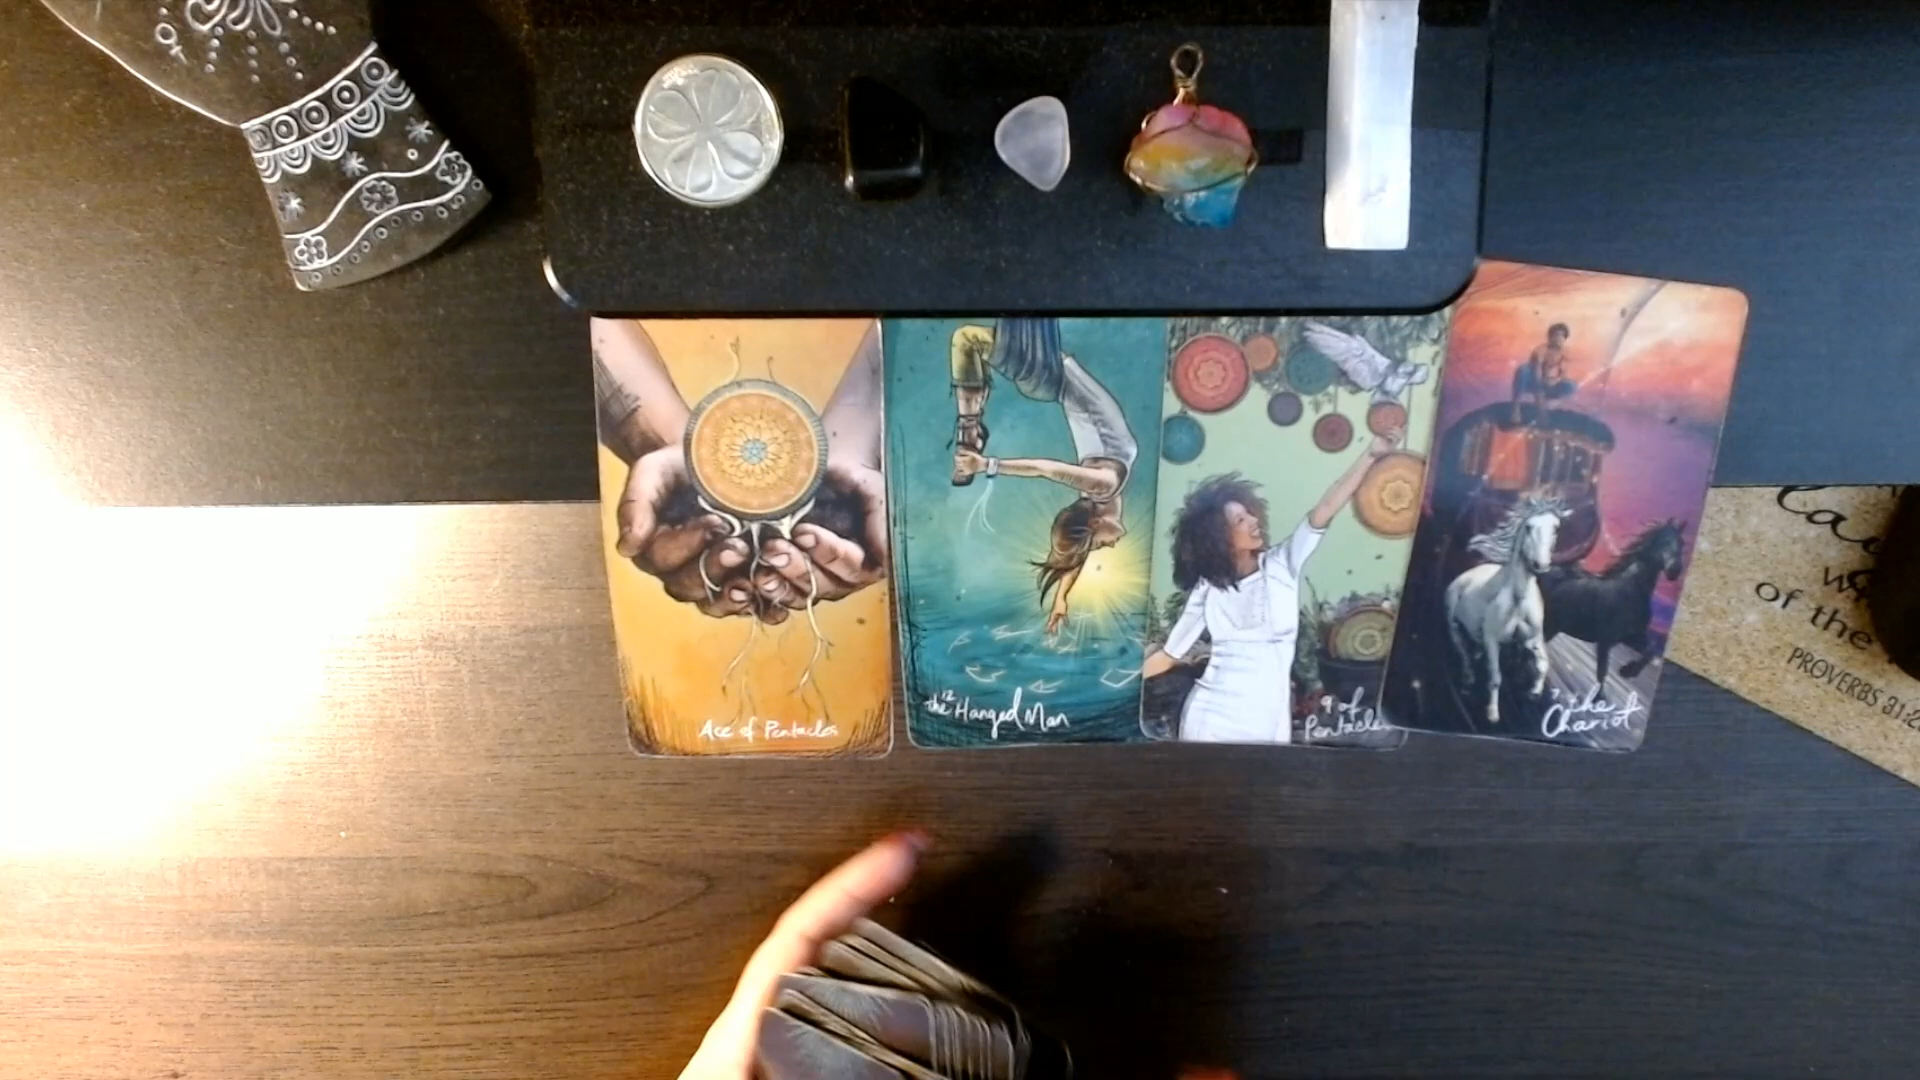 Ace of Pentacles
12
the Hanged Man
9 of
Pentacles
7
the
Chariot
of the
PROVERBS 31:2